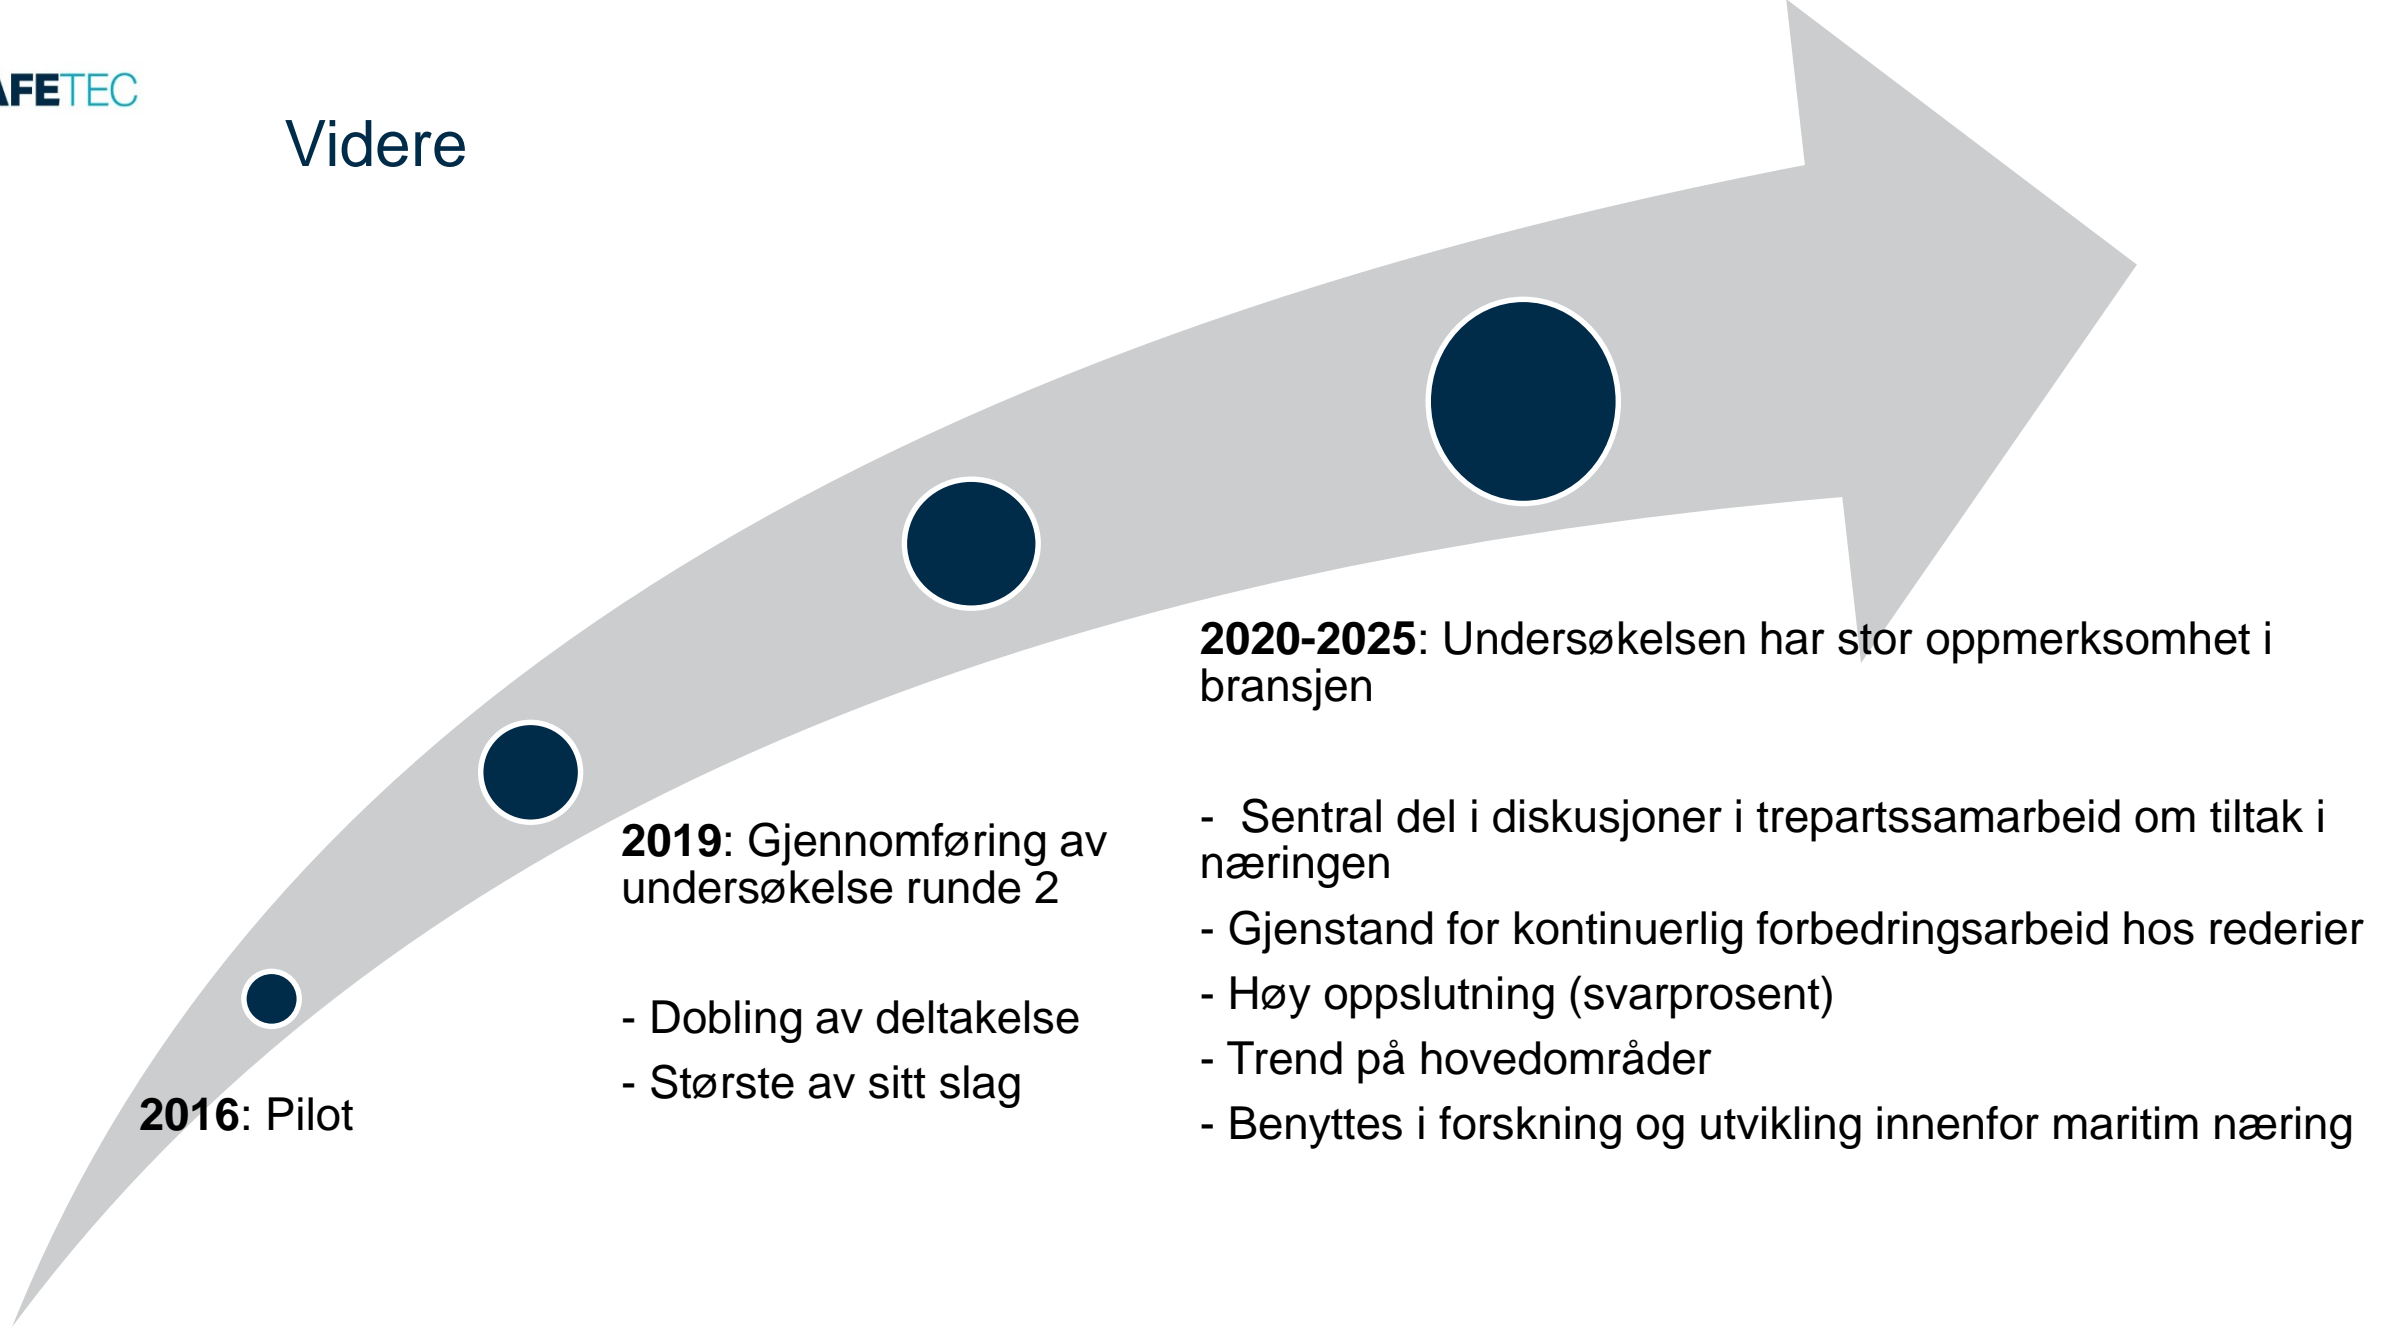 AFETEC
Videre
2016: Pilot
2019: Gjennomføring av
undersøkelse runde 2
- Dobling av deltakelse
- Største av sitt slag
2020-2025: Undersøkelsen har stor oppmerksomhet i
bransjen
- Sentral del i diskusjoner i trepartssamarbeid om tiltak i
næringen
- Gjenstand for kontinuerlig forbedringsarbeid hos rederier
- Høy oppslutning (svarprosent)
- Trend på hovedområder
- Benyttes i forskning og utvikling innenfor maritim næring